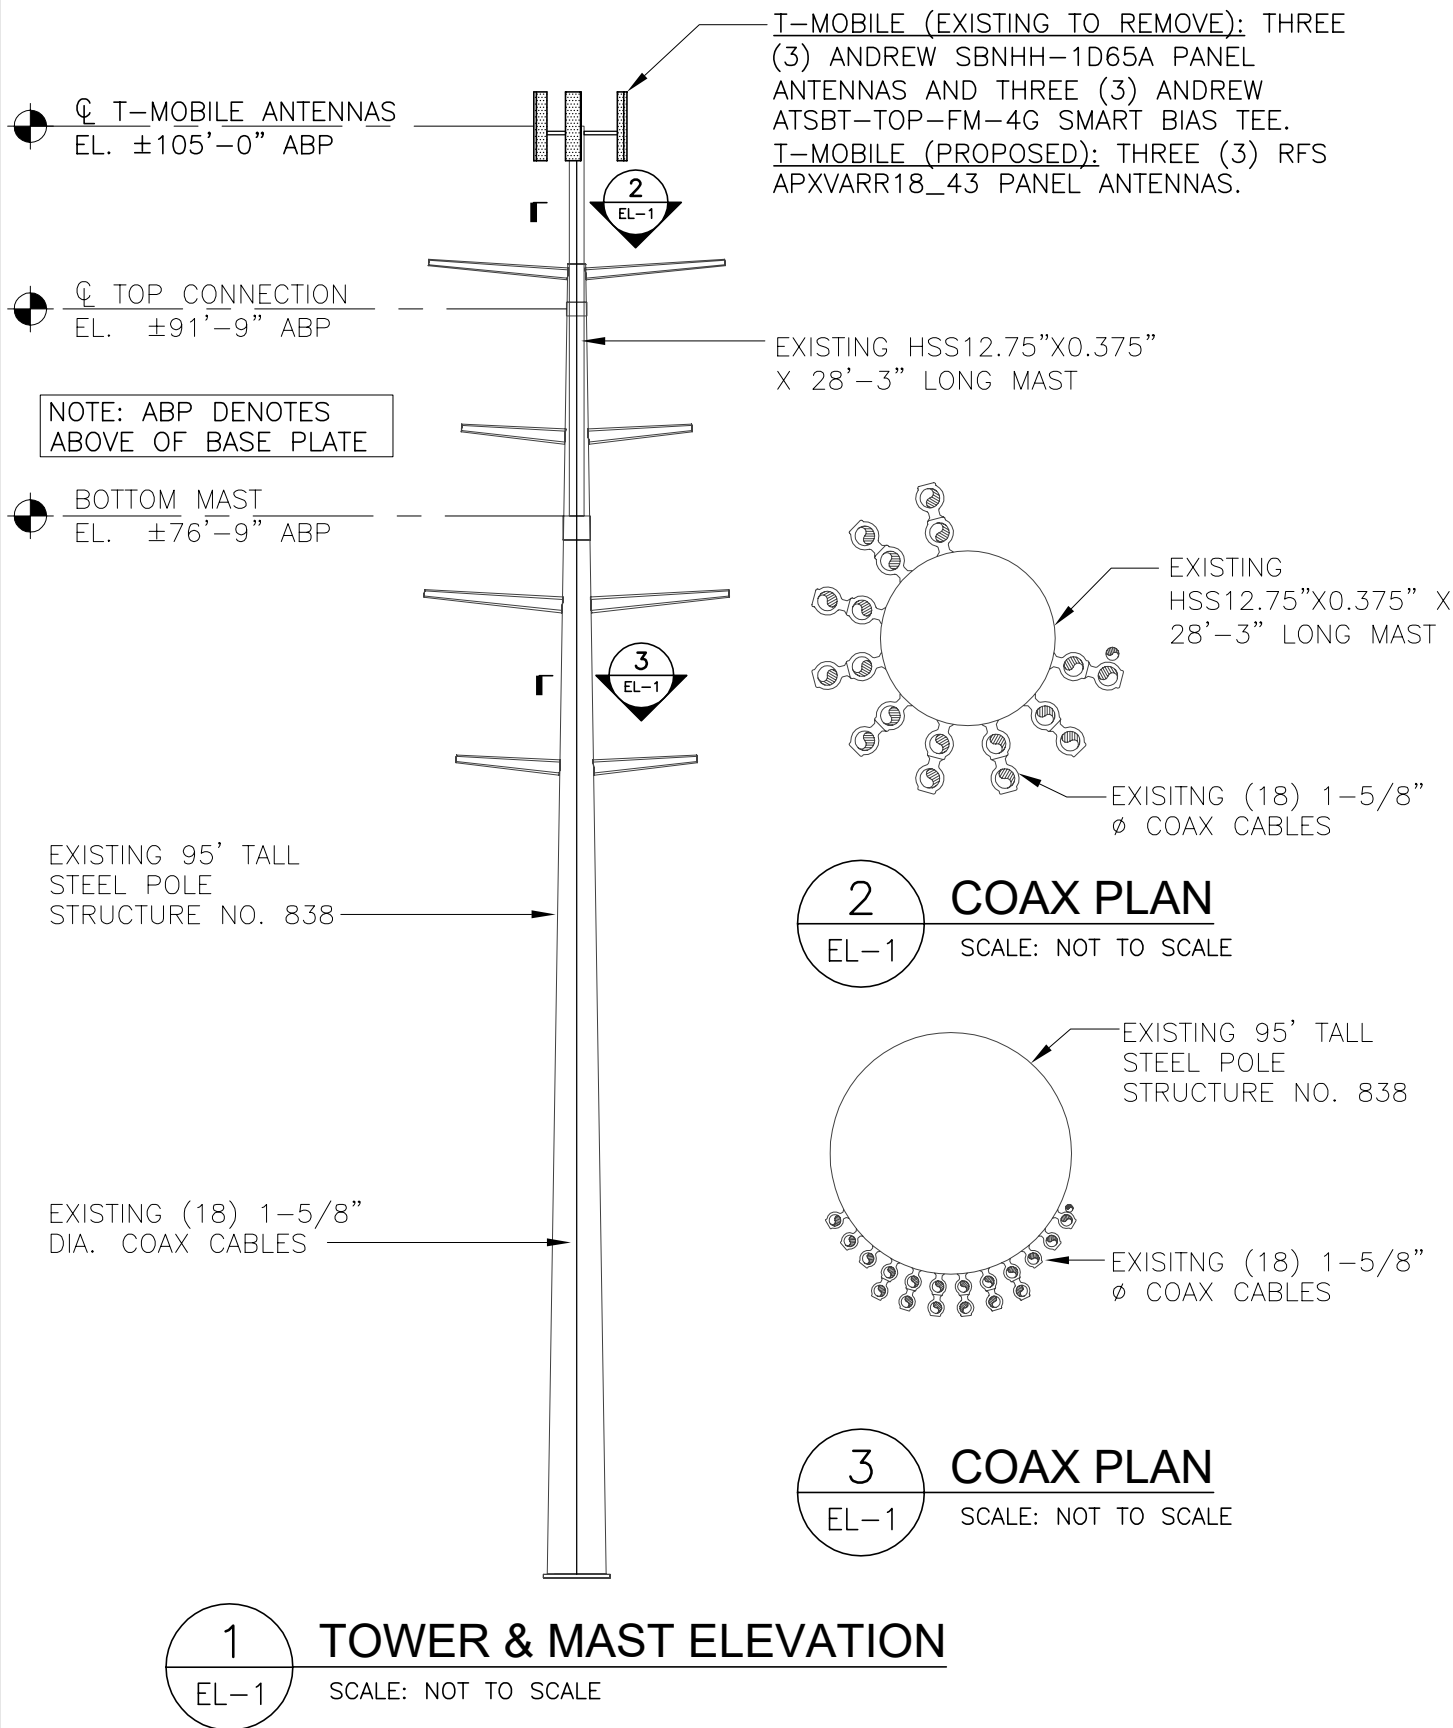 T-MOBILE (EXISTING TO REMOVE): THREE
(3) ANDREW SBNHH-1D65A PANEL
ANTENNAS AND THREE (3) ANDREW
ATSBT-TOP-FM-4G SMART BIAS TEE.
T-MOBILE (PROPOSED): THREE (3) RFS
APXVARR18_43 PANEL ANTENNAS.
℄ T-MOBILE ANTENNAS
EL. ±105'-0" ABP
2
EL-1
℄ TOP CONNECTION
EL. ±91'-9" ABP
EXISTING HSS12.75"X0.375"
X 28'-3" LONG MAST
NOTE: ABP DENOTES
ABOVE OF BASE PLATE
BOTTOM MAST
EL. ±76'-9" ABP
EXISTING
HSS12.75"X0.375" X
28'-3" LONG MAST
3
EL-1
EXISITNG (18) 1-5/8"
ø COAX CABLES
EXISTING 95' TALL
STEEL POLE
STRUCTURE NO. 838
2
EL-1
COAX PLAN
SCALE: NOT TO SCALE
EXISTING 95' TALL
STEEL POLE
STRUCTURE NO. 838
EXISTING (18) 1-5/8"
DIA. COAX CABLES
EXISITNG (18) 1-5/8"
ø COAX CABLES
3
EL-1
COAX PLAN
SCALE: NOT TO SCALE
1
EL-1
TOWER & MAST ELEVATION
SCALE: NOT TO SCALE